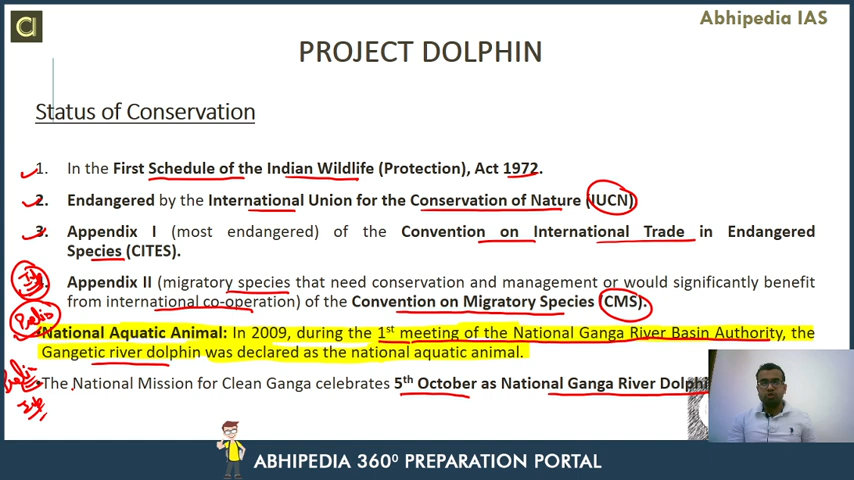 Abhipedia IAS
PROJECT DOLPHIN
Status of Conservation
1. In the First Schedule of the Indian Wildlife (Protection), Act 1972.
2. Endangered by the International Union for the Conservation of Nature (IUCN)
3. Appendix I (most endangered) of the Convention on International Trade in Endangered
Species (CITES).
Appendix II (migratory species that need conservation and management or would significantly benefit
from international co-operation) of the Convention on Migratory Species (CMS).
National Aquatic Animal: In 2009, during the 1st meeting of the National Ganga River Basin Authority, the
Gangetic river dolphin was declared as the national aquatic animal.
• The National Mission for Clean Ganga celebrates 5th October as National Ganga River Dolphi
ABHIPEDIA 360⁰ PREPARATION PORTAL